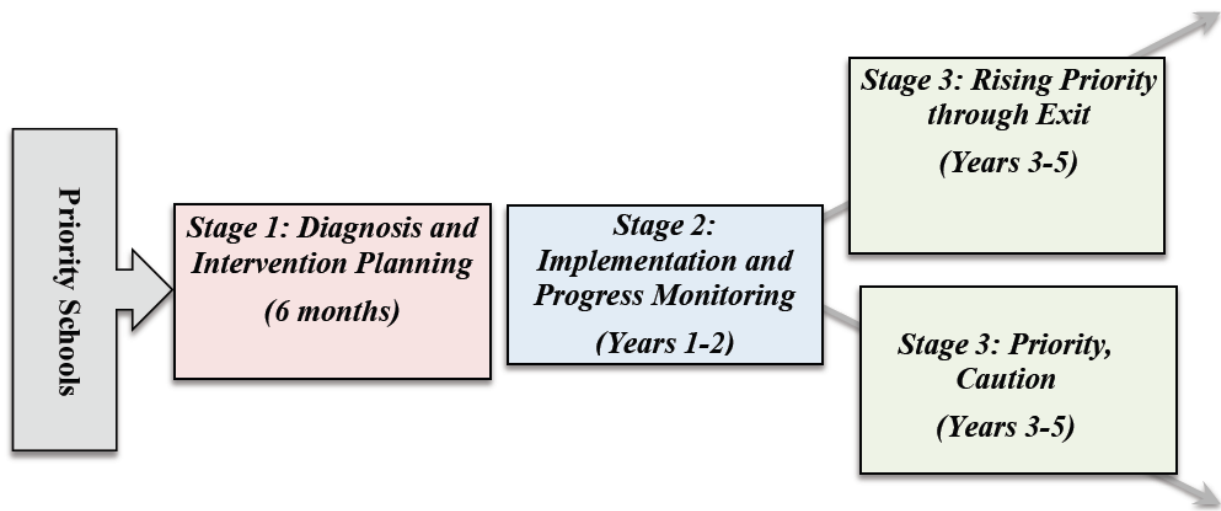 Priority Schools
Stage 1: Diagnosis and
Intervention Planning
(6 months)
Stage 2:
Implementation and
Progress Monitoring
(Years 1-2)
Stage 3: Rising Priority
through Exit
(Years 3-5)
Stage 3: Priority,
Caution
(Years 3-5)